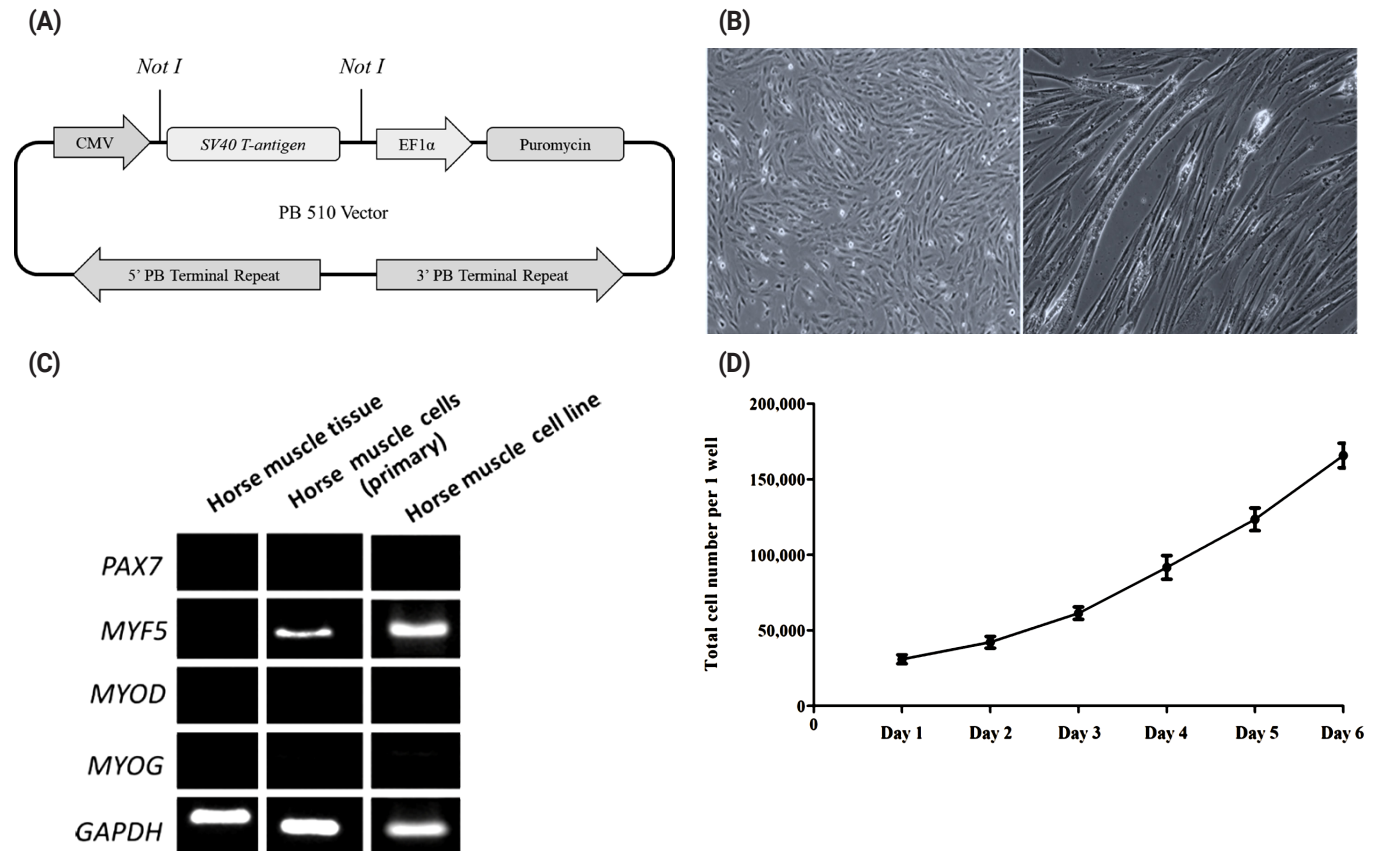 (A)
Not I
Not I
CMV
SV40 T-antigen
EF1α
Puromycin
PB 510 Vector
5' PB Terminal Repeat
3' PB Terminal Repeat
(B)
(C)
Horse muscle tissue
Horse muscle cells
(primary)
Horse muscle cell line
PAX7
MYF5
MYOD
MYOG
GAPDH
(D)
Total cell number per 1 well
200,000
150,000
100,000
50,000
0
0
Day 1
Day 2
Day 3
Day 4
Day 5
Day 6